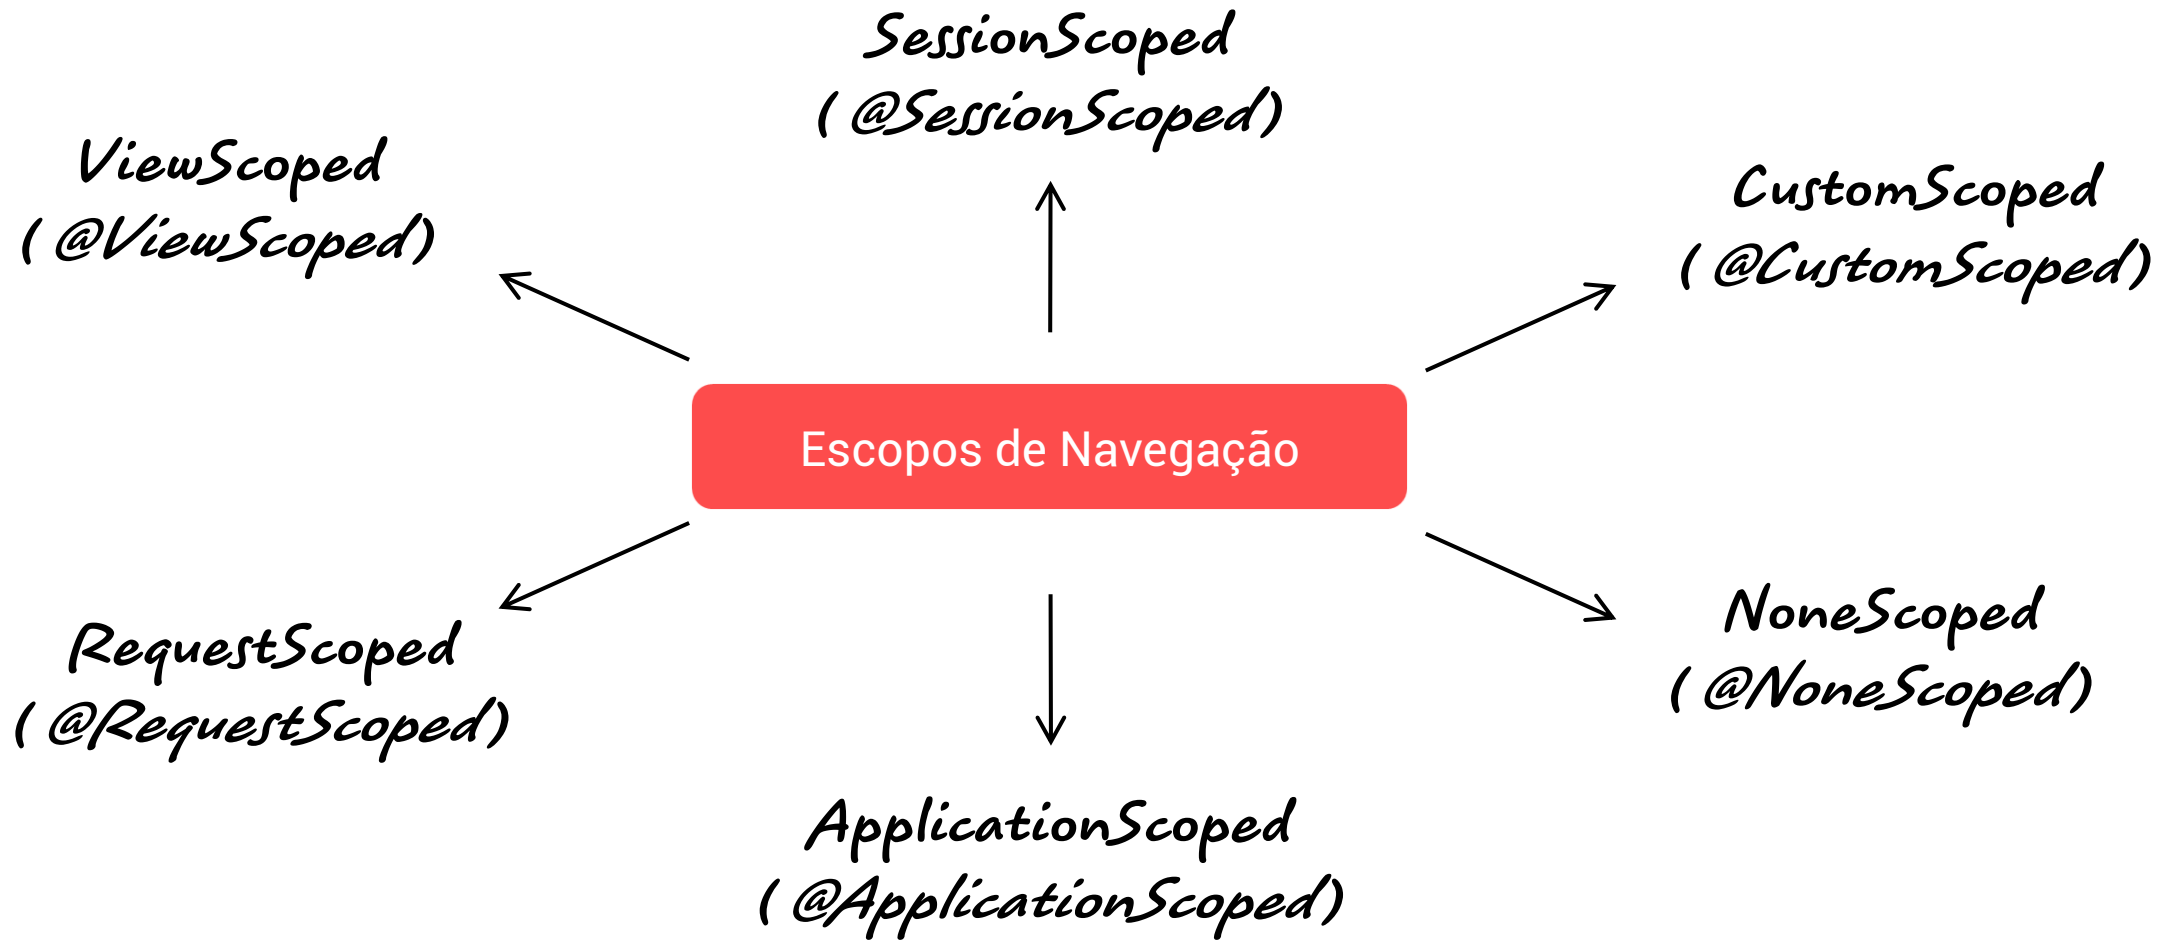 SessionScoped
( @SessionScoped)
ViewScoped
( @ViewScoped)
CustomScoped
( @CustomScoped)
Escopos de Navegação
RequestScoped
( @RequestScoped)
NoneScoped
( @NoneScoped)
ApplicationScoped
( @ApplicationScoped)